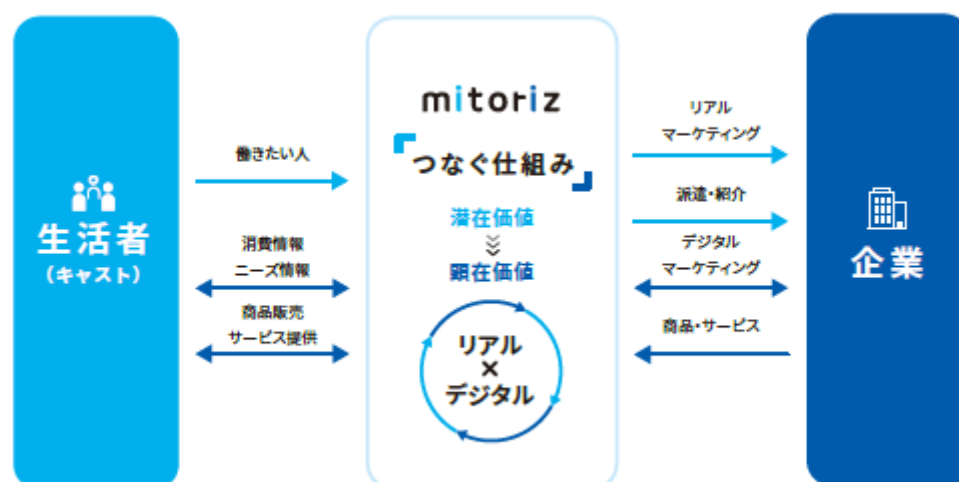 生活者
(キャスト)
働きたい人
消費情報
ニーズ情報
商品販売
サービス提供
mitoriz
「つなぐ仕組み」
潜在価値
顕在価値
リアル
×
デジタル
リアル
マーケティング
派遣・紹介
デジタル
マーケティング
商品・サービス
企業